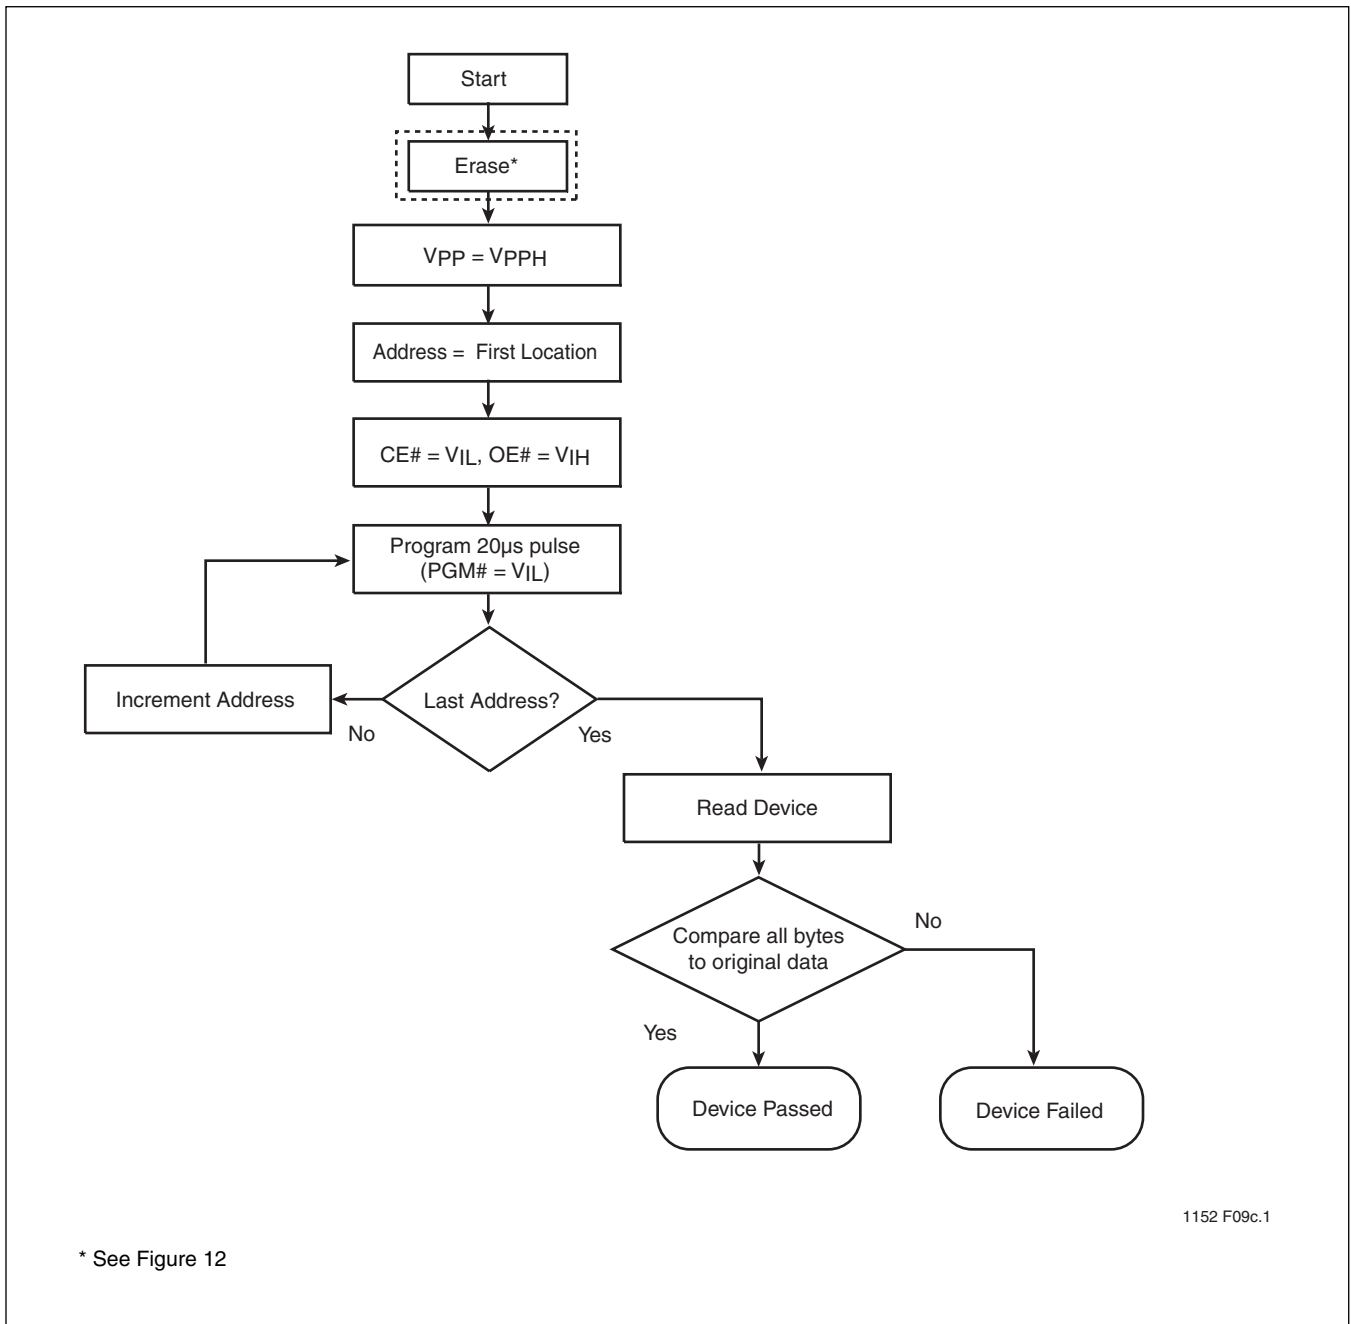 Start
Erase*
VPP = VPPH
Address = First Location
CE# = VIL, OE# = VIH
Program 20µs pulse
(PGM# = VIL)
Increment Address
Last Address?
No
Yes
Read Device
Compare all bytes
to original data
No
Yes
Device Passed
Device Failed
1152 F09c.1
* See Figure 12